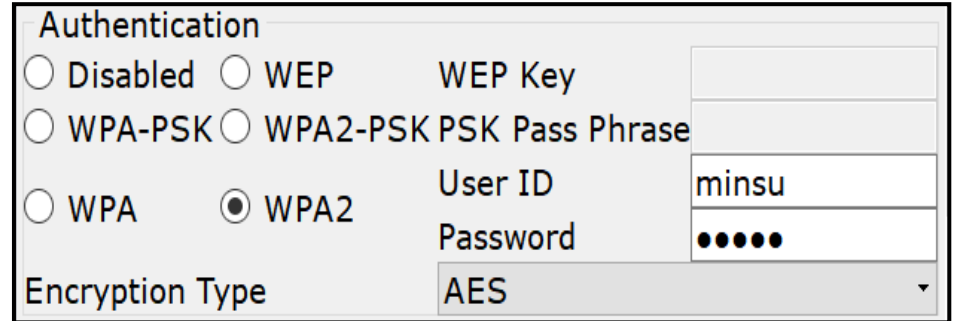 Authentication
Disabled WEP WEP Key
WPA-PSK WPA2-PSK PSK Pass Phrase
User ID minsu
WPA WPA2
Password •••••
Encryption Type AES